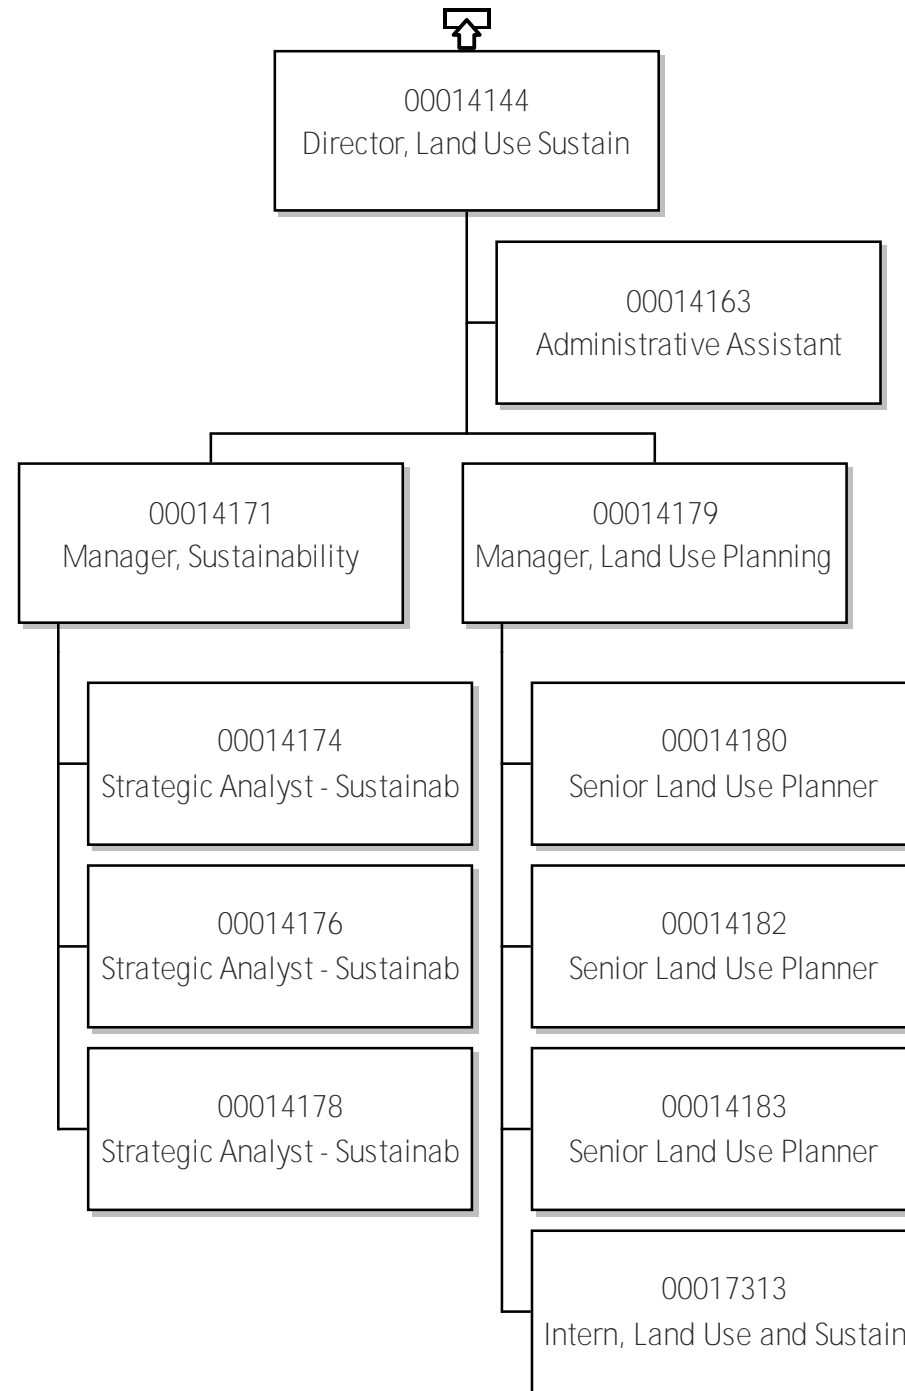 00014144
Director, Land Use Sustain
00014163
Administrative Assistant
00014171
Manager, Sustainability
00014179
Manager, Land Use Planning
00014174
Strategic Analyst - Sustainab
00014176
Strategic Analyst - Sustainab
00014178
Strategic Analyst - Sustainab
00014180
Senior Land Use Planner
00014182
Senior Land Use Planner
00014183
Senior Land Use Planner
00017313
Intern, Land Use and Sustain